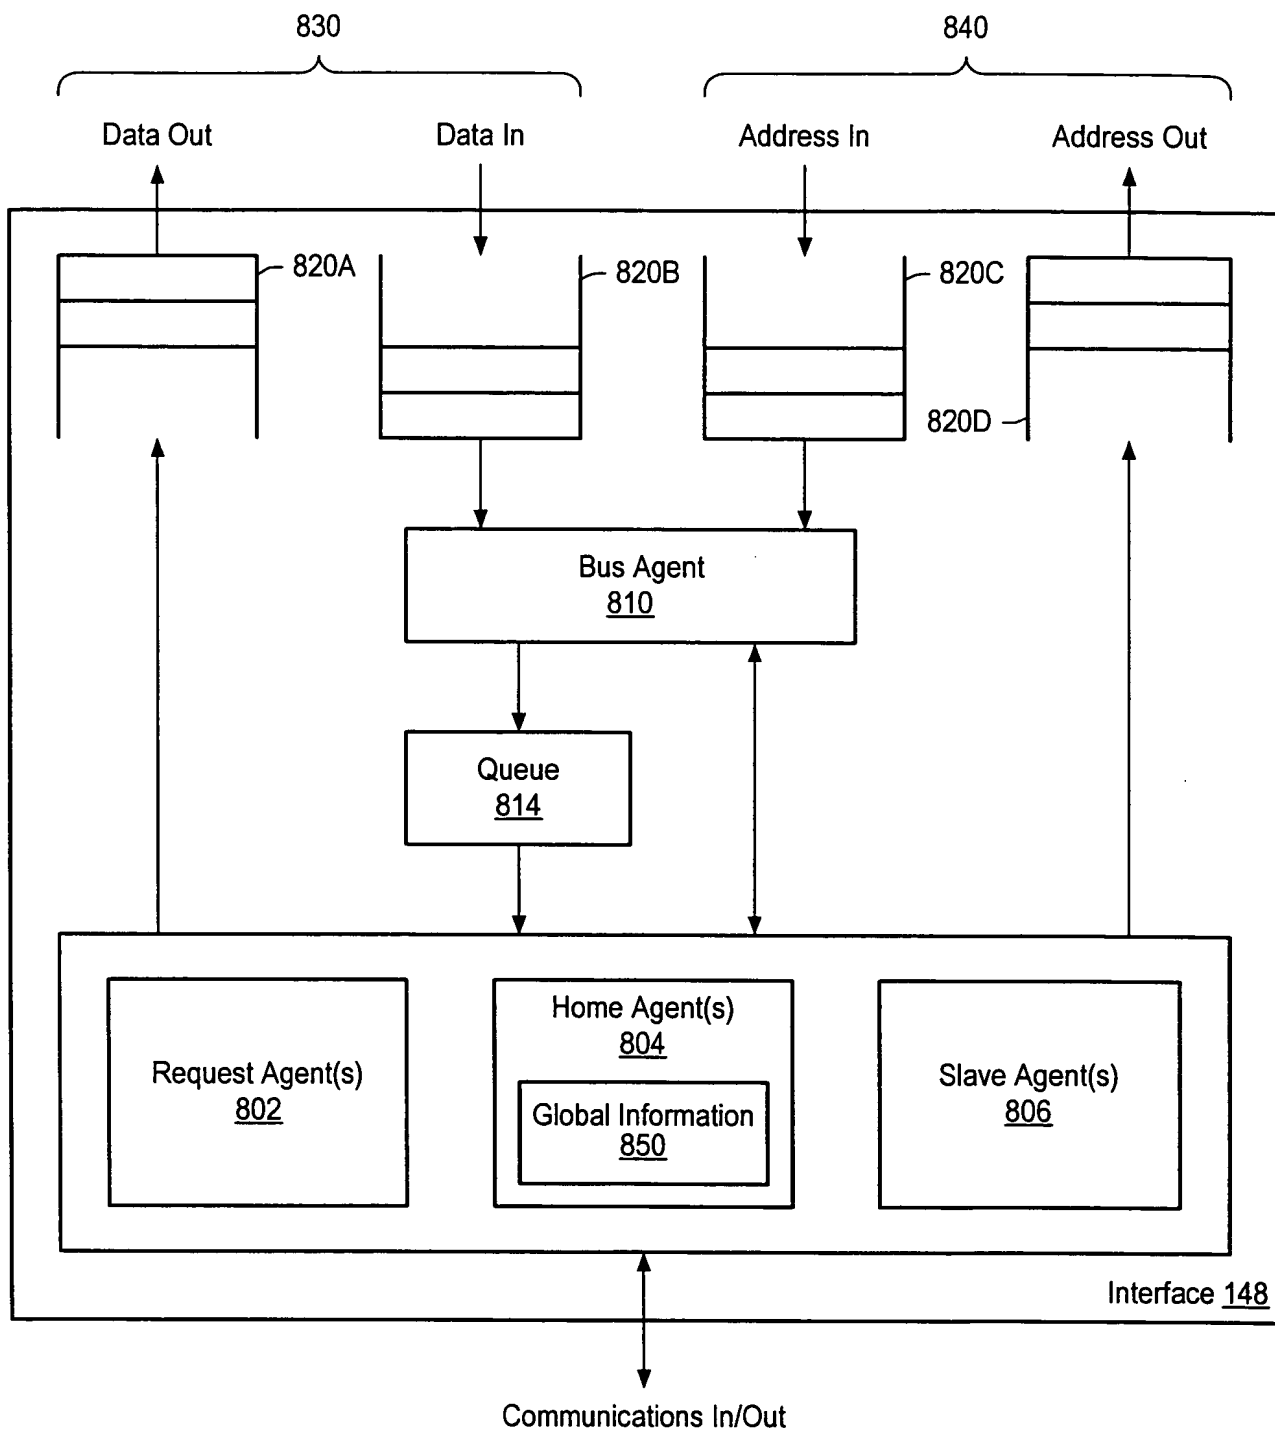 830
840
Data Out
Data In
Address In
Address Out
820A
820B
820C
820D
Bus Agent
810
Queue
814
Request Agent(s)
802
Home Agent(s)
804
Global Information
850
Slave Agent(s)
806
Interface 148
Communications In/Out